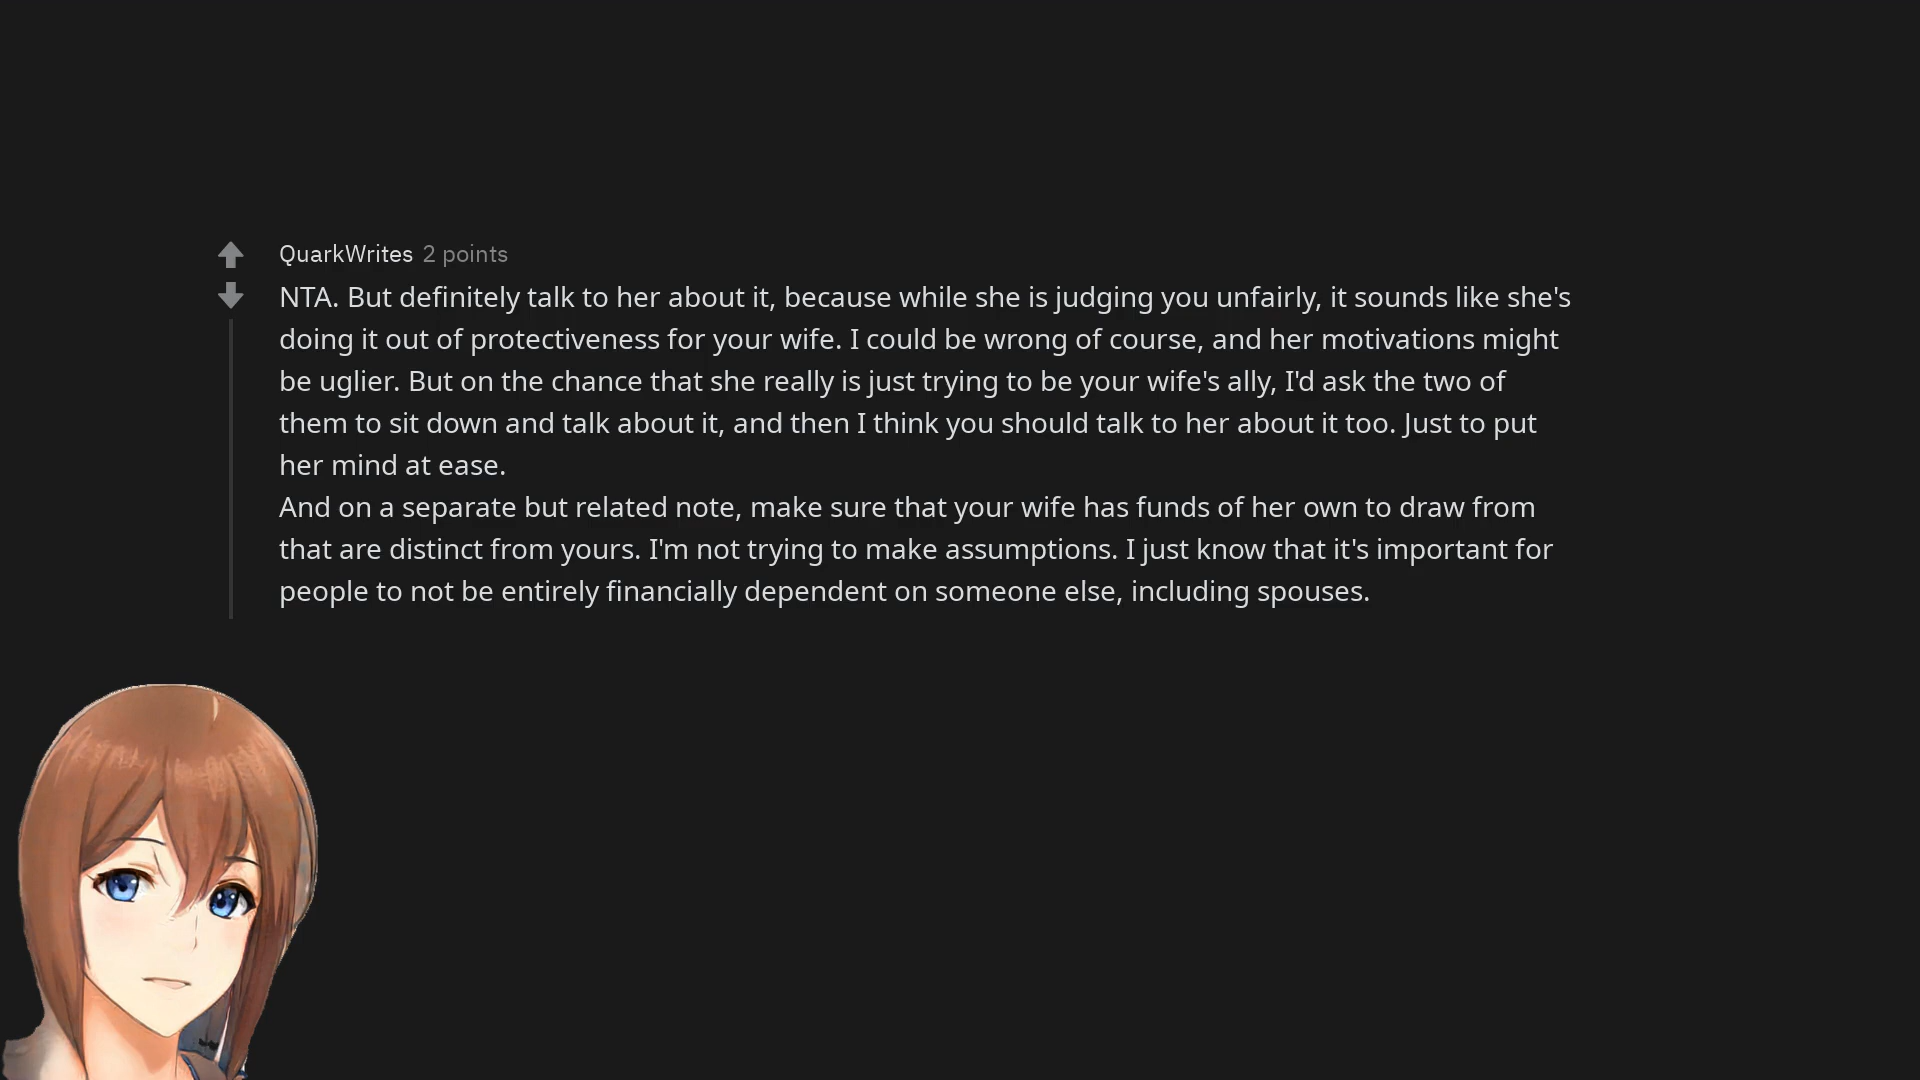 QuarkWrites 2 points
NTA. But definitely talk to her about it, because while she is judging you unfairly, it sounds like she's
doing it out of protectiveness for your wife. I could be wrong of course, and her motivations might
be uglier. But on the chance that she really is just trying to be your wife's ally, I'd ask the two of
them to sit down and talk about it, and then I think you should talk to her about it too. Just to put
her mind at ease.
And on a separate but related note, make sure that your wife has funds of her own to draw from
that are distinct from yours. I'm not trying to make assumptions. I just know that it's important for
people to not be entirely financially dependent on someone else, including spouses.